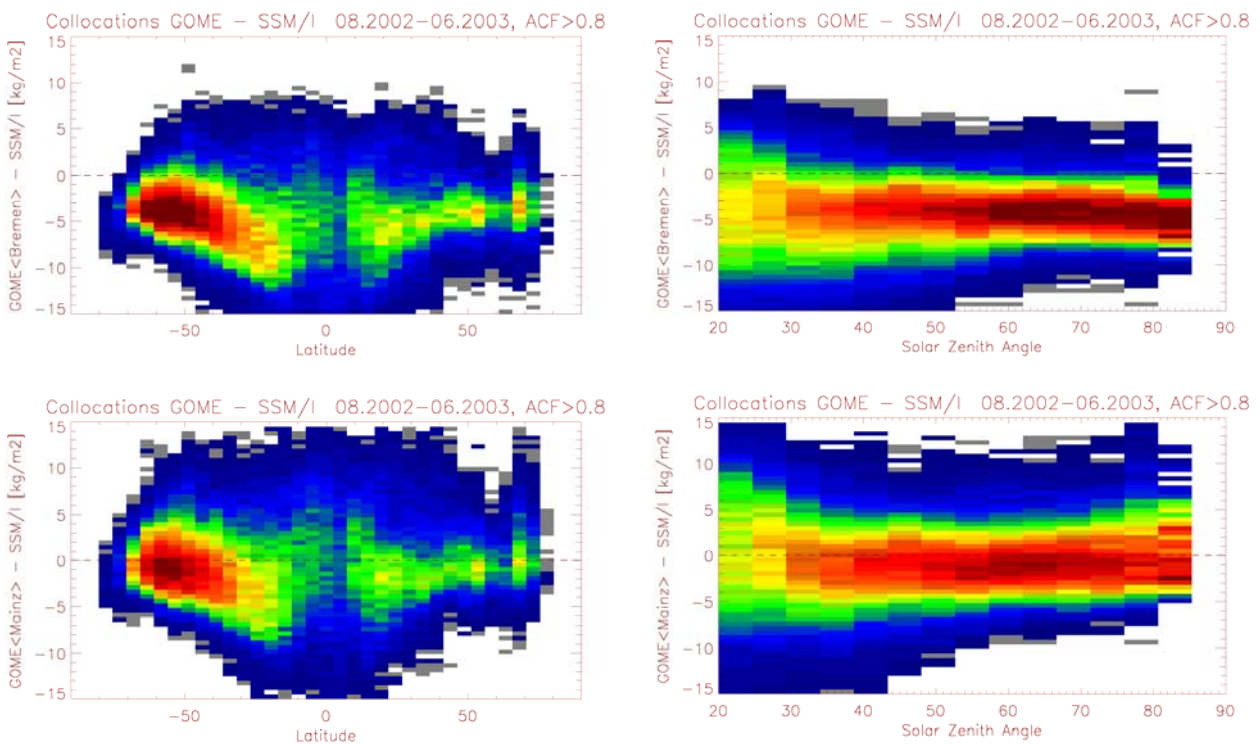 Collocations GOME – SSM/I 08.2002–06.2003, ACF>0.8
GOME<Bremen> – SSM/I [kg/m2]
15
10
5
0
−5
−10
−15
−50
0
50
Latitude
Collocations GOME – SSM/I 08.2002–06.2003, ACF>0.8
GOME<Bremen> – SSM/I [kg/m2]
15
10
5
0
−5
−10
−15
20 30 40 50 60 70 80 90
Solar Zenith Angle
Collocations GOME – SSM/I 08.2002–06.2003, ACF>0.8
GOME<Mainz> – SSM/I [kg/m2]
15
10
5
0
−5
−10
−15
−50
0
50
Latitude
Collocations GOME – SSM/I 08.2002–06.2003, ACF>0.8
GOME<Mainz> – SSM/I [kg/m2]
15
10
5
0
−5
−10
−15
20 30 40 50 60 70 80 90
Solar Zenith Angle